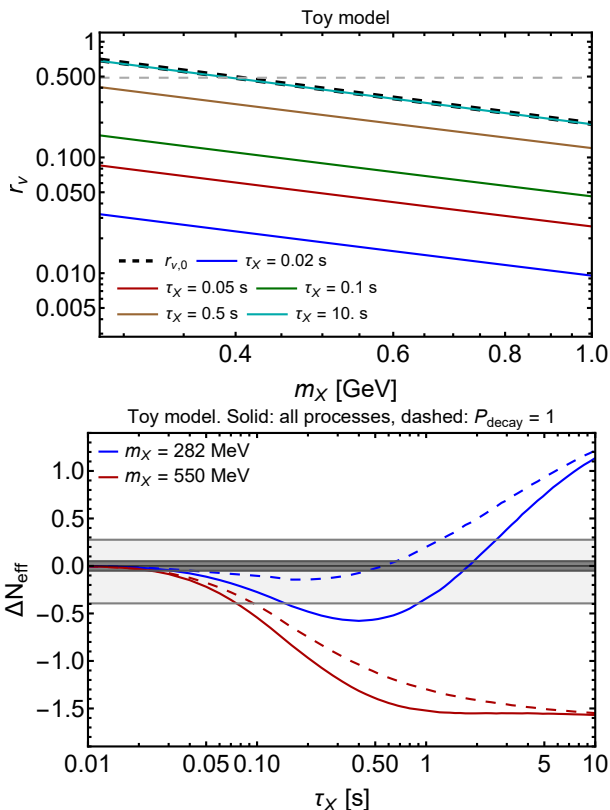 Toy model
1
0.500
0.100
0.050
0.010
0.005
r_ν
r_{ν,0}
τ_X = 0.02 s
τ_X = 0.05 s
τ_X = 0.1 s
τ_X = 0.5 s
τ_X = 10. s
0.4
0.6
0.8
1.0
m_X [GeV]
Toy model. Solid: all processes, dashed: P_decay = 1
m_X = 282 MeV
m_X = 550 MeV
1.0
0.5
0.0
−0.5
−1.0
−1.5
ΔN_eff
0.01
0.05
0.10
0.50
1
5
10
τ_X [s]